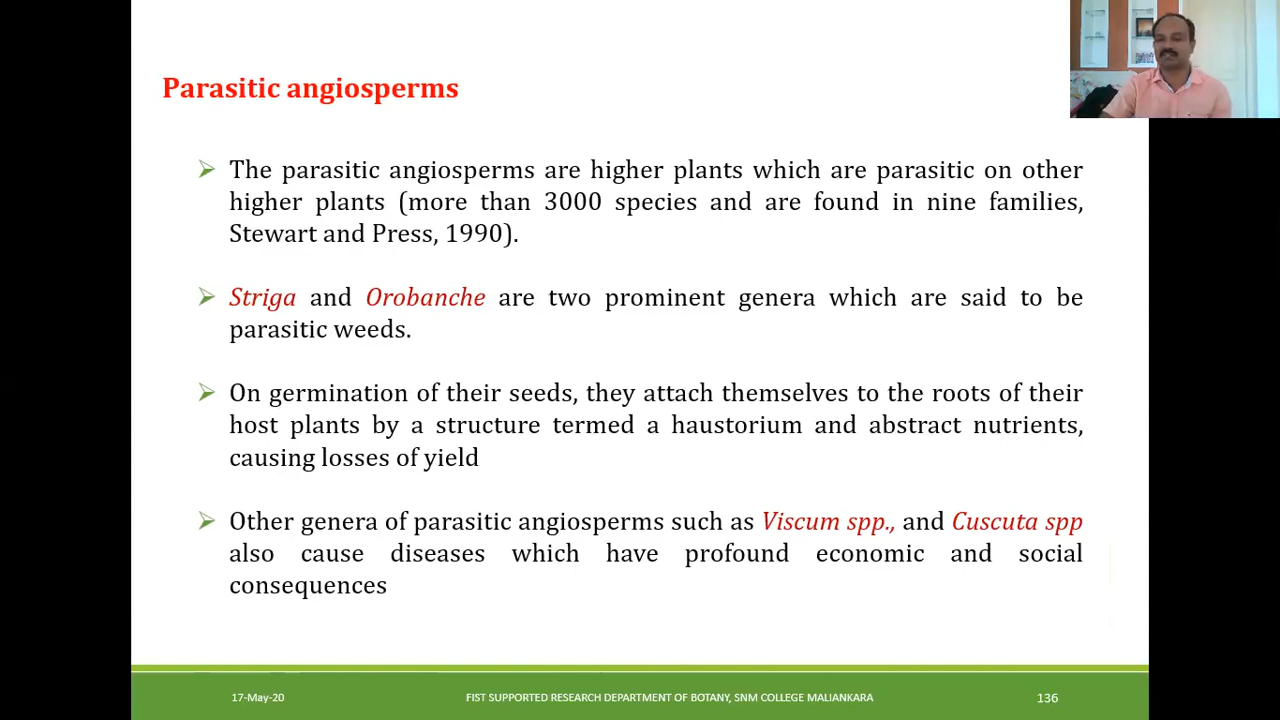 Parasitic angiosperms
The parasitic angiosperms are higher plants which are parasitic on other
higher plants (more than 3000 species and are found in nine families,
Stewart and Press, 1990).
Striga and Orobanche are two prominent genera which are said to be
parasitic weeds.
On germination of their seeds, they attach themselves to the roots of their
host plants by a structure termed a haustorium and abstract nutrients,
causing losses of yield
Other genera of parasitic angiosperms such as Viscum spp., and Cuscuta spp
also cause diseases which have profound economic and social
consequences
17-May-20 FIST SUPPORTED RESEARCH DEPARTMENT OF BOTANY, SNM COLLEGE MALIANKARA 136